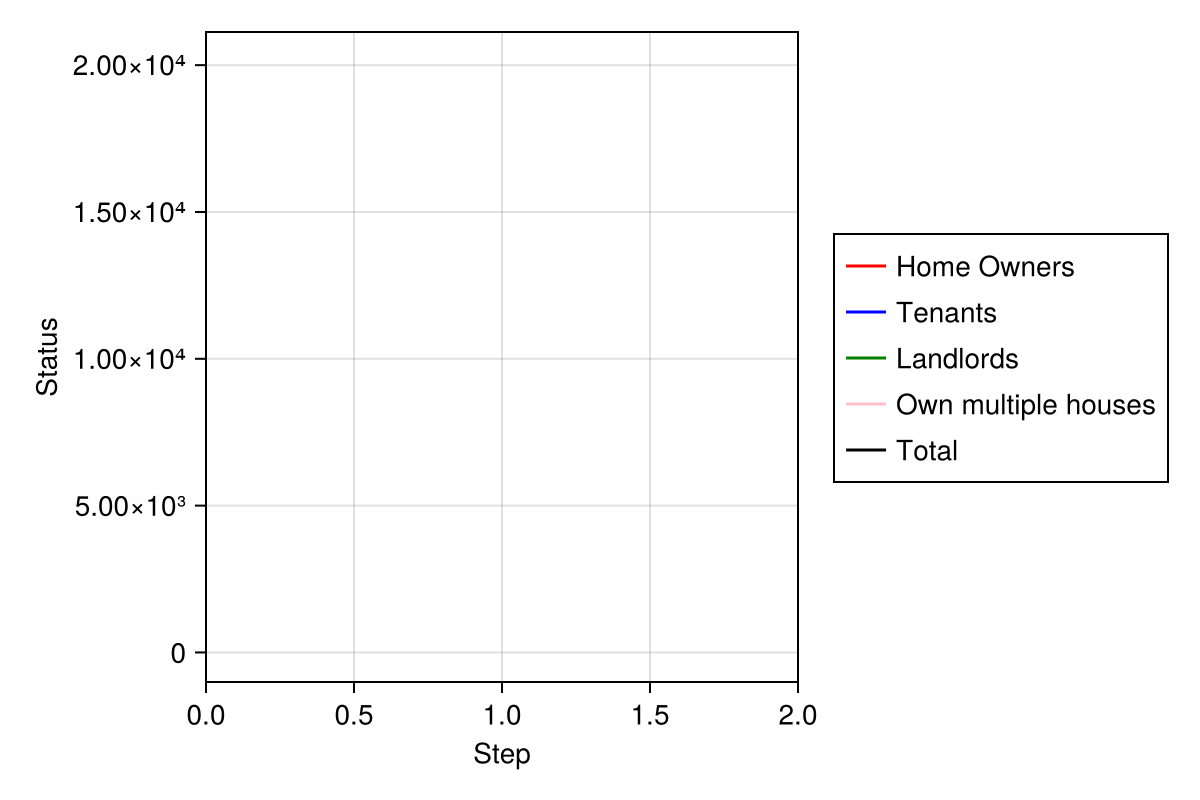 2.00×10⁴
1.50×10⁴
1.00×10⁴
5.00×10³
0
Status
0.0 0.5 1.0 1.5 2.0
Step
Home Owners
Tenants
Landlords
Own multiple houses
Total